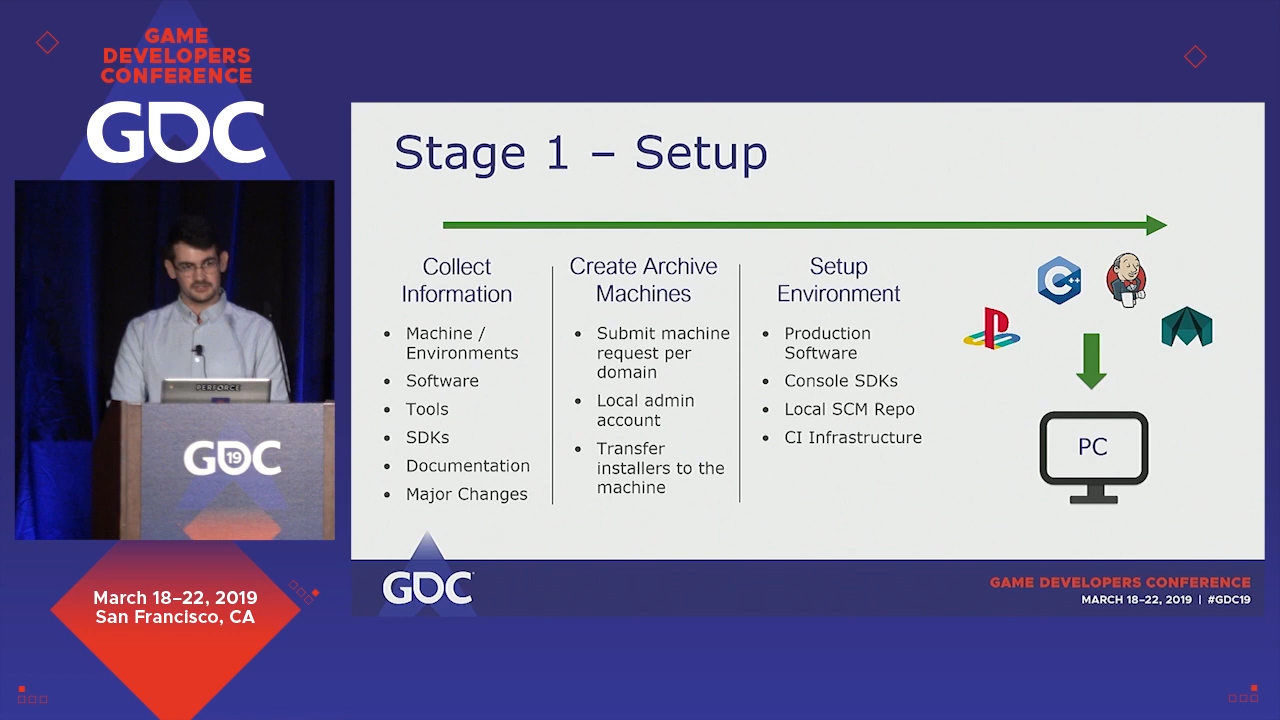 GAME
DEVELOPERS
CONFERENCE
GDC
PERFORCE
GDC
19
March 18–22, 2019
San Francisco, CA
Stage 1 – Setup
Collect
Information
• Machine /
Environments
• Software
• Tools
• SDKs
• Documentation
• Major Changes
Create Archive
Machines
• Submit machine
request per
domain
• Local admin
account
• Transfer
installers to the
machine
Setup
Environment
• Production
Software
• Console SDKs
• Local SCM Repo
• CI Infrastructure
C++
PC
GDC
GAME DEVELOPERS CONFERENCE
MARCH 18–22, 2019 | #GDC19